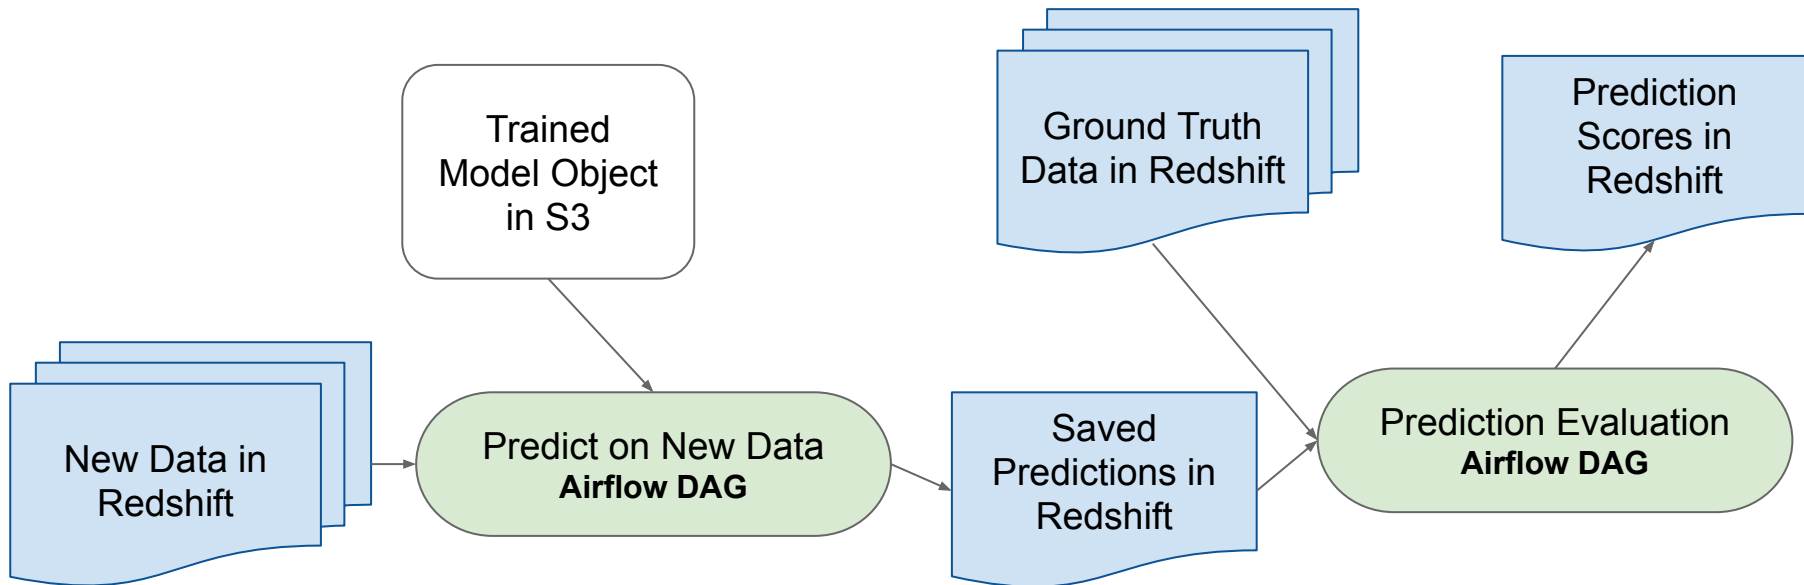 Trained
Model Object
in S3
Ground Truth
Data in Redshift
Prediction
Scores in
Redshift
New Data in
Redshift
Predict on New Data
Airflow DAG
Saved
Predictions in
Redshift
Prediction Evaluation
Airflow DAG